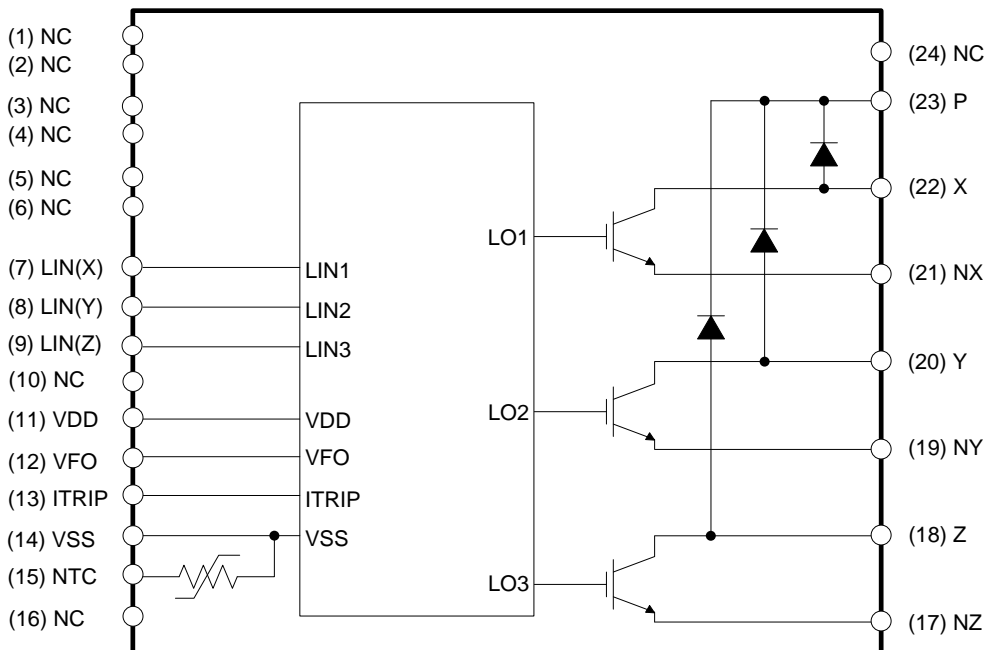 (1) NC
(2) NC
(3) NC
(4) NC
(5) NC
(6) NC
(7) LIN(X)
(8) LIN(Y)
(9) LIN(Z)
(10) NC
(11) VDD
(12) VFO
(13) ITRIP
(14) VSS
(15) NTC
(16) NC
LIN1
LIN2
LIN3
VDD
VFO
ITRIP
VSS
LO1
LO2
LO3
(24) NC
(23) P
(22) X
(21) NX
(20) Y
(19) NY
(18) Z
(17) NZ